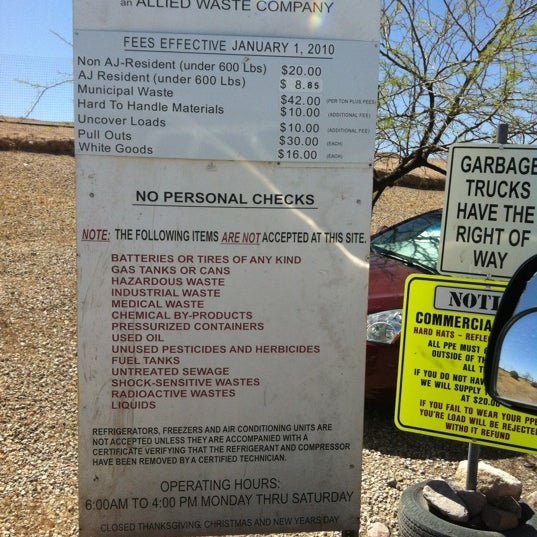 an ALLIED WASTE COMPANY
FEES EFFECTIVE JANUARY 1, 2010
Non AJ-Resident (under 600 Lbs) $20.00
AJ Resident (under 600 Lbs) $ 8.85
Municipal Waste $42.00 (PER TON PLUS FEES)
Hard To Handle Materials $10.00 (ADDITIONAL FEE)
Uncover Loads $10.00 (ADDITIONAL FEE)
Pull Outs $30.00 (EACH)
White Goods $16.00 (EACH)
NO PERSONAL CHECKS
NOTE: THE FOLLOWING ITEMS ARE NOT ACCEPTED AT THIS SITE.
BATTERIES OR TIRES OF ANY KIND
GAS TANKS OR CANS
HAZARDOUS WASTE
INDUSTRIAL WASTE
MEDICAL WASTE
CHEMICAL BY-PRODUCTS
PRESSURIZED CONTAINERS
USED OIL
UNUSED PESTICIDES AND HERBICIDES
FUEL TANKS
UNTREATED SEWAGE
SHOCK-SENSITIVE WASTES
RADIOACTIVE WASTES
LIQUIDS
REFRIGERATORS, FREEZERS AND AIR CONDITIONING UNITS ARE
NOT ACCEPTED UNLESS THEY ARE ACCOMPANIED WITH A
CERTIFICATE VERIFYING THAT THE REFRIGERANT AND COMPRESSOR
HAVE BEEN REMOVED BY A CERTIFIED TECHNICIAN.
OPERATING HOURS:
6:00AM TO 4:00 PM MONDAY THRU SATURDAY
CLOSED THANKSGIVING, CHRISTMAS AND NEW YEARS DAY
GARBAGE
TRUCKS
HAVE THE
RIGHT OF
WAY
NOTI
COMMERCIA
HARD HATS - REFLE
ALL PPE MUST
OUTSIDE OF TH
ALL T
IF YOU DO NOT HAV
WE WILL SUPPLY
AT $20.0
IF YOU FAIL TO WEAR YOUR PPE
YOU'RE LOAD WILL BE REJECTED
WITHO IT REFUND